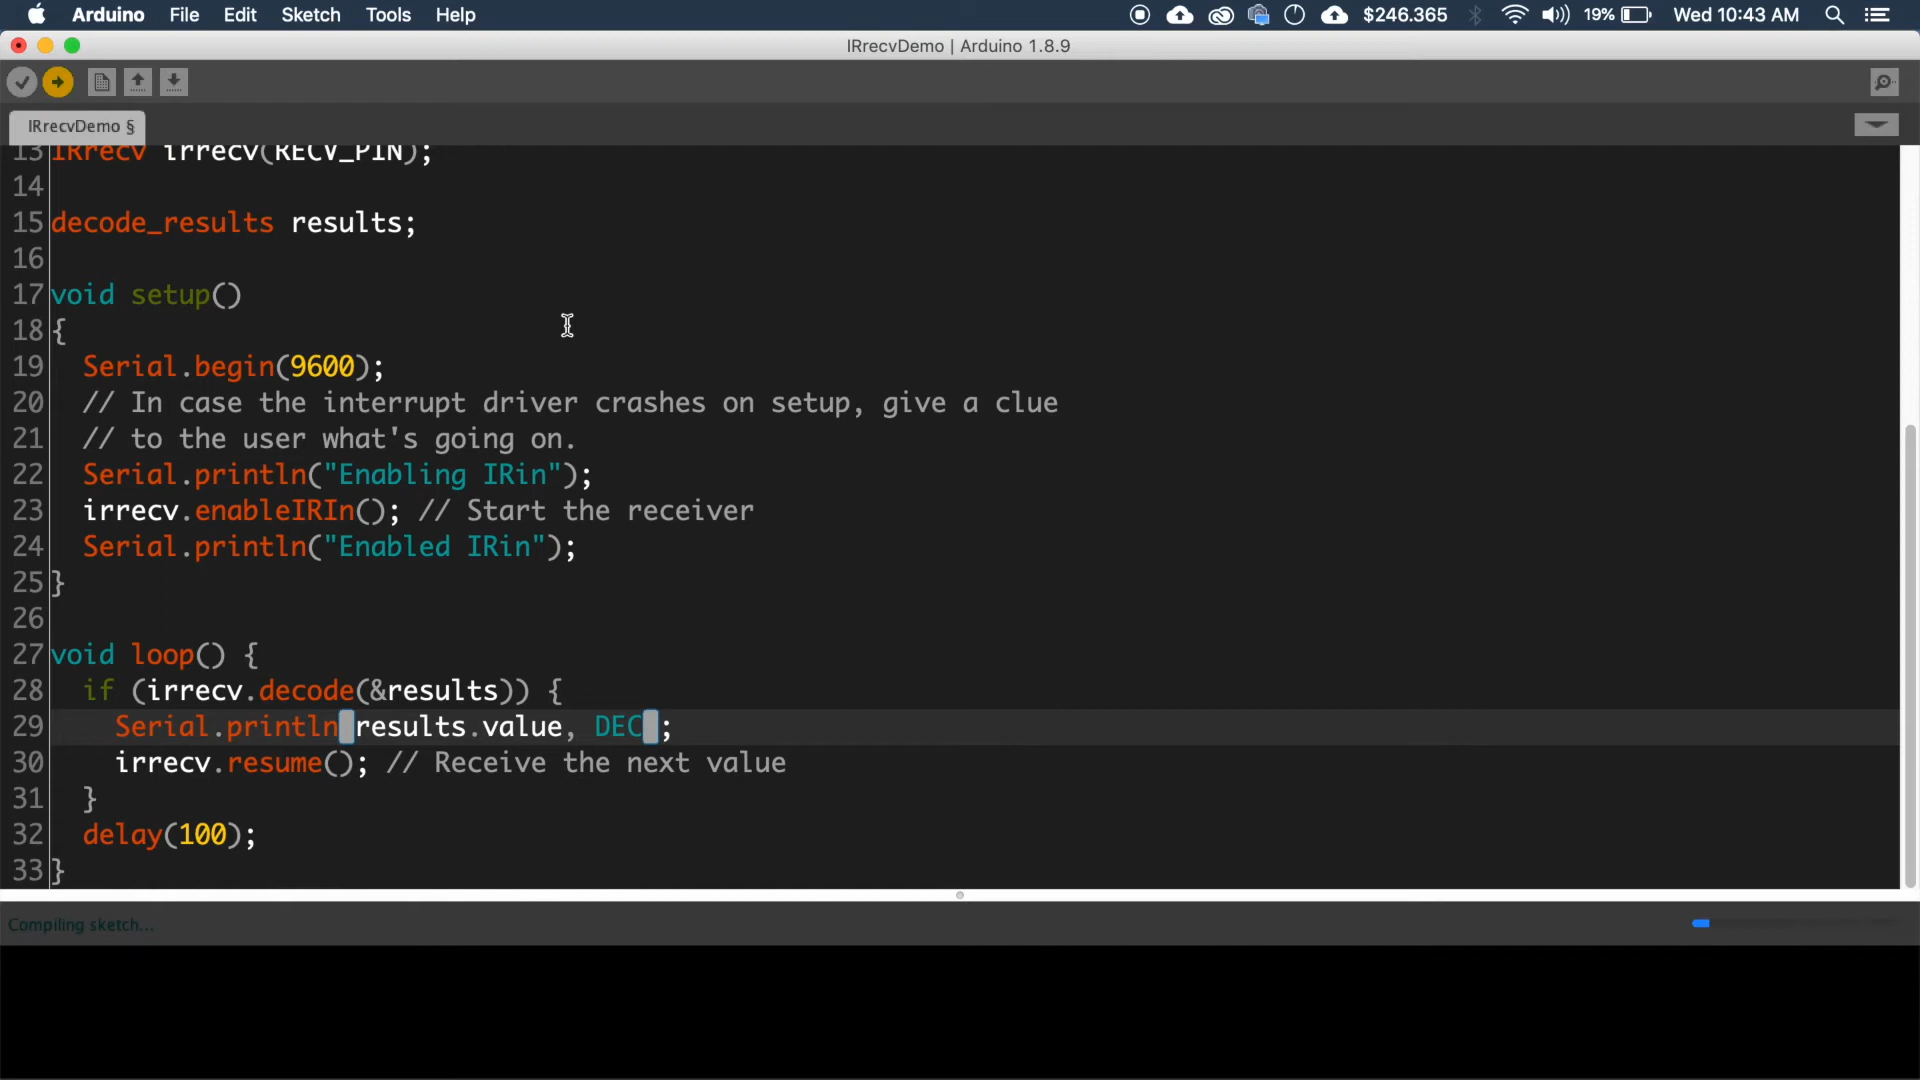 Arduino File Edit Sketch Tools Help $246.365 19% Wed 10:43 AM
IRrecvDemo | Arduino 1.8.9
IRrecvDemo §
13 IRrecv irrecv(RECV_PIN);
14
15 decode_results results;
16
17 void setup()
18 {
19 Serial.begin(9600);
20 // In case the interrupt driver crashes on setup, give a clue
21 // to the user what's going on.
22 Serial.println("Enabling IRin");
23 irrecv.enableIRIn(); // Start the receiver
24 Serial.println("Enabled IRin");
25 }
26
27 void loop() {
28 if (irrecv.decode(&results)) {
29 Serial.println(results.value, DEC);
30 irrecv.resume(); // Receive the next value
31 }
32 delay(100);
33 }
Compiling sketch...